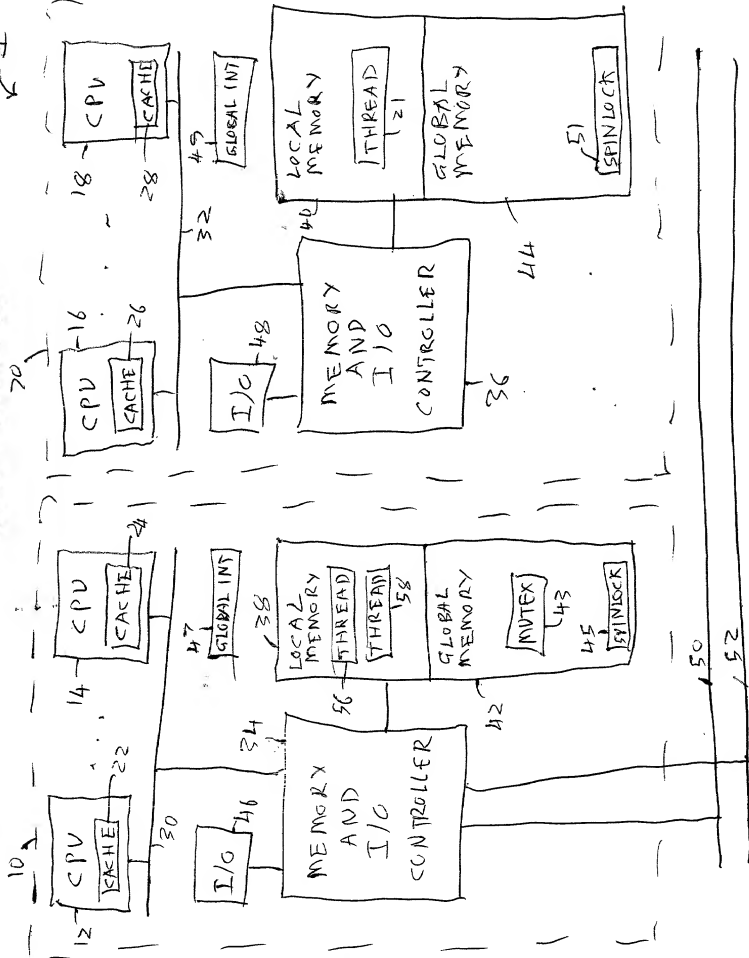 10
12
CPU
CACHE
22
14
CPU
CACHE
24
30
I/O
46
47
GLOBAL INT
MEMORY
AND
I/O
CONTROLLER
34
38
LOCAL
MEMORY
THREAD
56
THREAD
58
GLOBAL
MEMORY
42
MUTEX
43
45
SPINLOCK
20
16
CPU
CACHE
26
18
CPU
CACHE
28
32
I/O
48
49
GLOBAL INT
MEMORY
AND
I/O
CONTROLLER
36
40
LOCAL
MEMORY
THREAD
21
GLOBAL
MEMORY
44
51
SPINLOCK
50
52